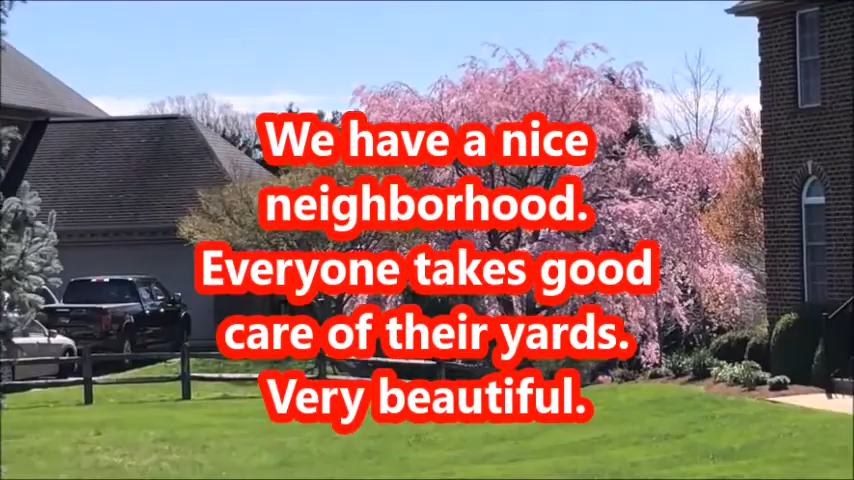 We have a nice
neighborhood.
Everyone takes good
care of their yards.
Very beautiful.